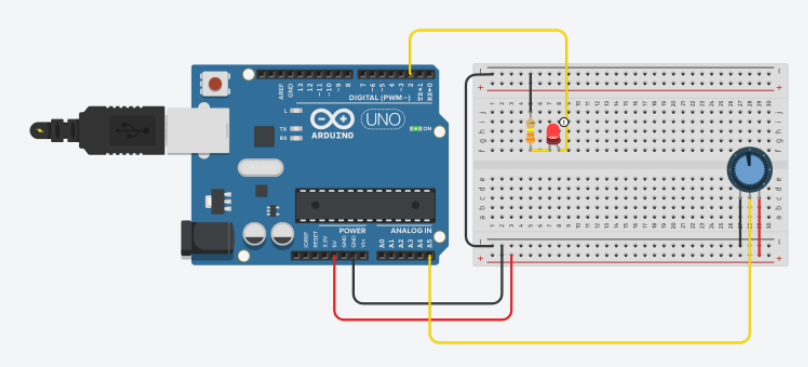 AREF
GND
13
12
~11
~10
~9
8
7
~6
~5
4
~3
2
TX→1
RX←0
DIGITAL (PWM~)
L
TX
RX
ARDUINO
UNO
ON
POWER
ANALOG IN
IOREF
RESET
3.3V
5V
GND
GND
Vin
A0
A1
A2
A3
A4
A5